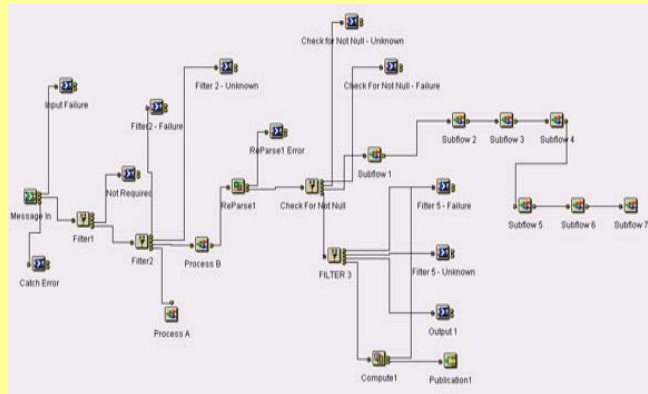 Check for Not Null - Unknown
Filter 2 - Unknown
Check For Not Null - Failure
Input Failure
Filter2 - Failure
ReParse1 Error
Subflow 1
Subflow 2
Subflow 3
Subflow 4
Not Required
Message In
Filter1
Filter2
Process B
ReParse1
Check For Not Null
Filter 5 - Failure
Subflow 5
Subflow 6
Subflow 7
Catch Error
FILTER 3
Filter 5 - Unknown
Process A
Output 1
Compute1
Publication1